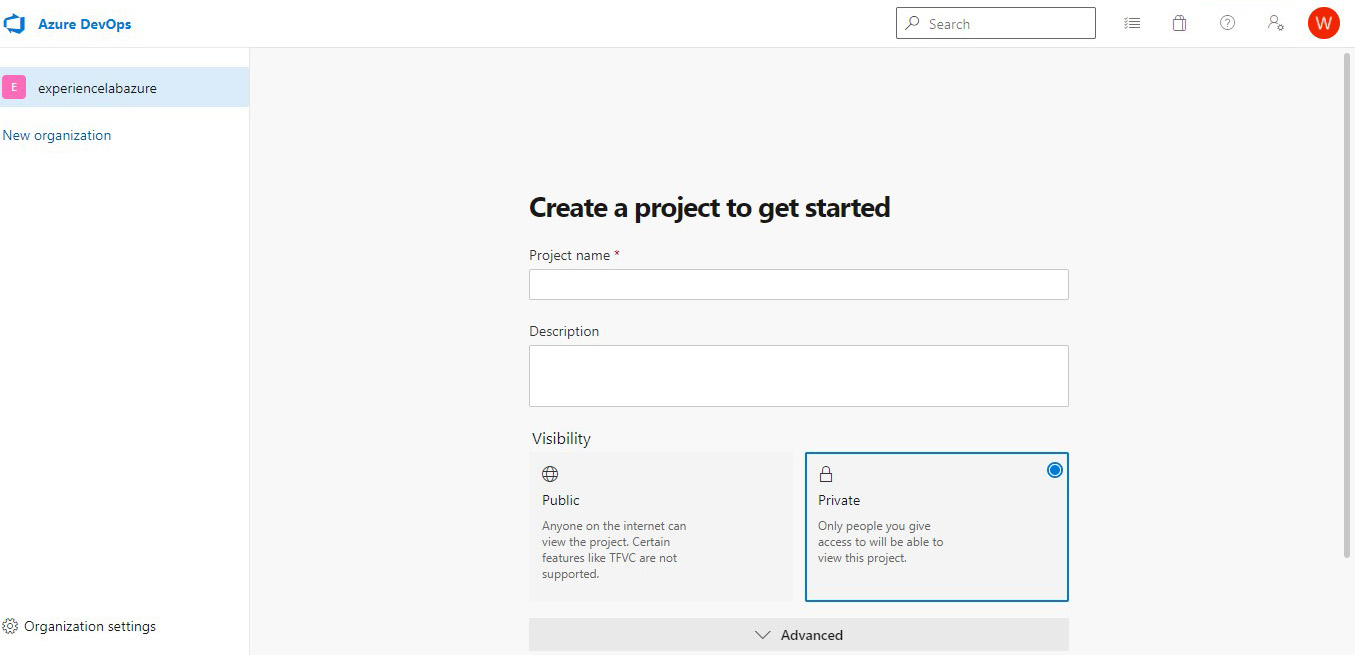 Azure DevOps
Search
W
E
experiencelabazure
New organization
Create a project to get started
Project name *
Description
Visibility
Public
Anyone on the internet can
view the project. Certain
features like TFVC are not
supported.
Private
Only people you give
access to will be able to
view this project.
Advanced
Organization settings